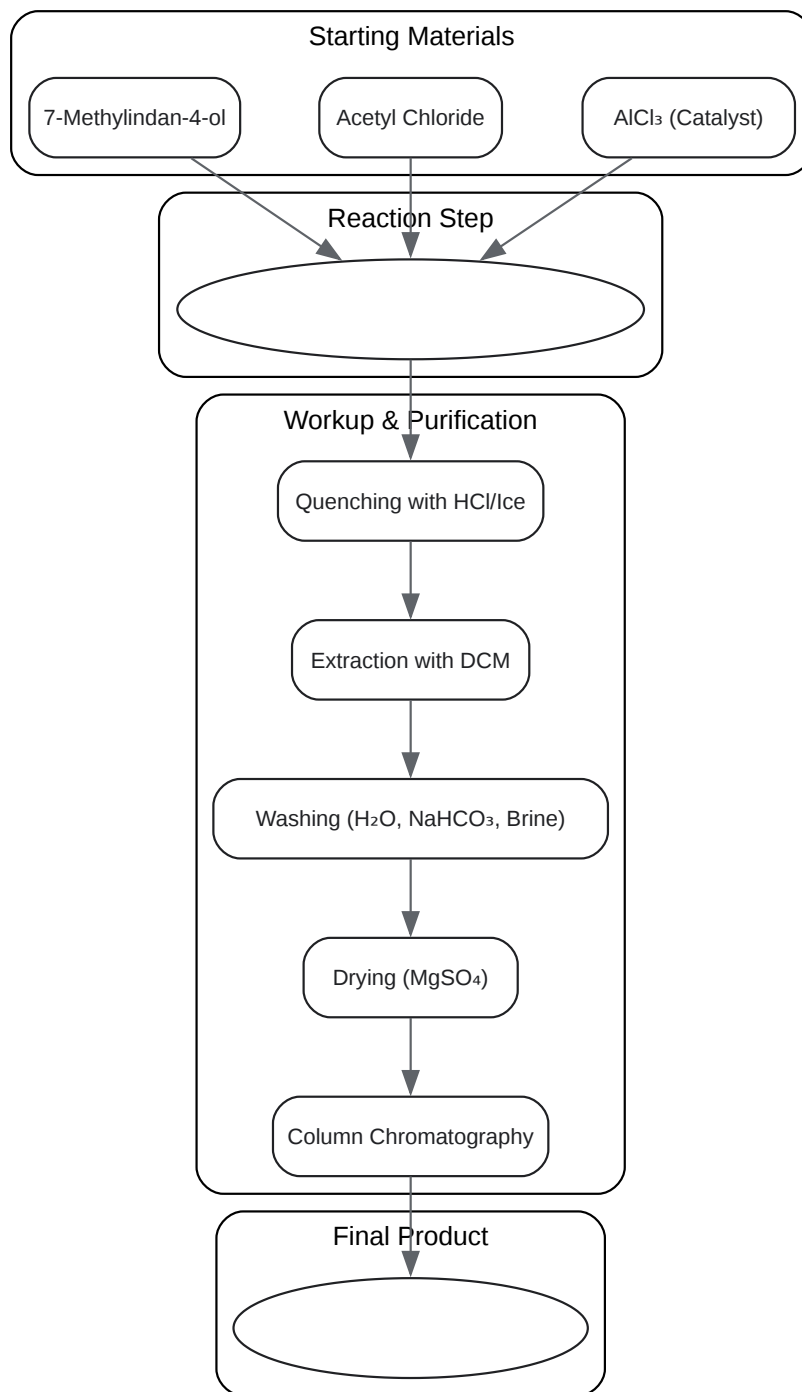 Starting Materials
7-Methylindan-4-ol
Acetyl Chloride
AlCl₃ (Catalyst)
Reaction Step
Workup & Purification
Quenching with HCl/Ice
Extraction with DCM
Washing (H₂O, NaHCO₃, Brine)
Drying (MgSO₄)
Column Chromatography
Final Product